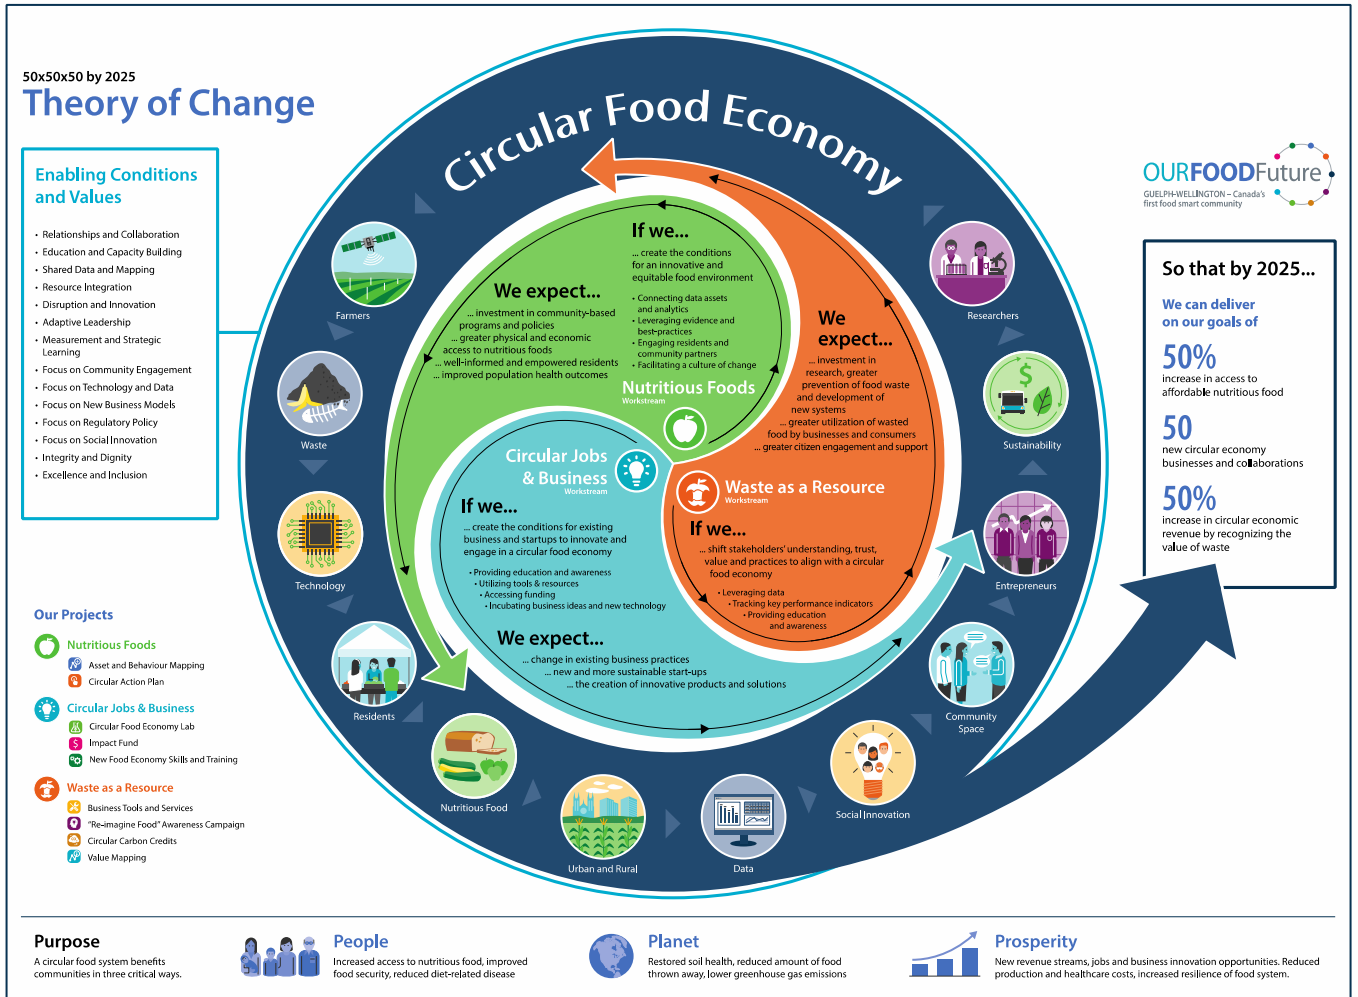 50x50x50 by 2025
Theory of Change
Enabling Conditions
and Values
• Relationships and Collaboration
• Education and Capacity Building
• Shared Data and Mapping
• Resource Integration
• Disruption and Innovation
• Adaptive Leadership
• Measurement and Strategic
Learning
• Focus on Community Engagement
• Focus on Technology and Data
• Focus on New Business Models
• Focus on Regulatory Policy
• Focus on Social Innovation
• Integrity and Dignity
• Excellence and Inclusion
Our Projects
Nutritious Foods
Asset and Behaviour Mapping
Circular Action Plan
Circular Jobs & Business
Circular Food Economy Lab
Impact Fund
New Food Economy Skills and Training
Waste as a Resource
Business Tools and Services
"Re-imagine Food" Awareness Campaign
Circular Carbon Credits
Value Mapping
Circular Food Economy
Farmers
Waste
Technology
Residents
Nutritious Food
Urban and Rural
Data
Social Innovation
Community
Space
Entrepreneurs
Sustainability
Researchers
If we...
... create the conditions
for an innovative and
equitable food environment
• Connecting data assets
and analytics
• Leveraging evidence and
best-practices
• Engaging residents and
community partners
• Facilitating a culture of change
We expect...
... investment in community-based
programs and policies
... greater physical and economic
access to nutritious foods
... well-informed and empowered residents
... improved population health outcomes
Nutritious Foods
Workstream
Circular Jobs
& Business
Workstream
If we...
... create the conditions for existing
business and startups to innovate and
engage in a circular food economy
• Providing education and awareness
• Utilizing tools & resources
• Accessing funding
• Incubating business ideas and new technology
We expect...
... change in existing business practices
... new and more sustainable start-ups
... the creation of innovative products and solutions
We
expect...
... investment in
research, greater
prevention of food waste
and development of
new systems
... greater utilization of wasted
food by businesses and consumers
... greater citizen engagement and support
Waste as a Resource
Workstream
If we...
... shift stakeholders' understanding, trust,
value and practices to align with a circular
food economy
• Leveraging data
• Tracking key performance indicators
• Providing education
and awareness
OURFOODFuture
GUELPH-WELLINGTON – Canada's
first food smart community
So that by 2025...
We can deliver
on our goals of
50%
increase in access to
affordable nutritious food
50
new circular economy
businesses and collaborations
50%
increase in circular economic
revenue by recognizing the
value of waste
$
$
Purpose
A circular food system benefits
communities in three critical ways.
People
Increased access to nutritious food, improved
food security, reduced diet-related disease
Planet
Restored soil health, reduced amount of food
thrown away, lower greenhouse gas emissions
Prosperity
New revenue streams, jobs and business innovation opportunities. Reduced
production and healthcare costs, increased resilience of food system.